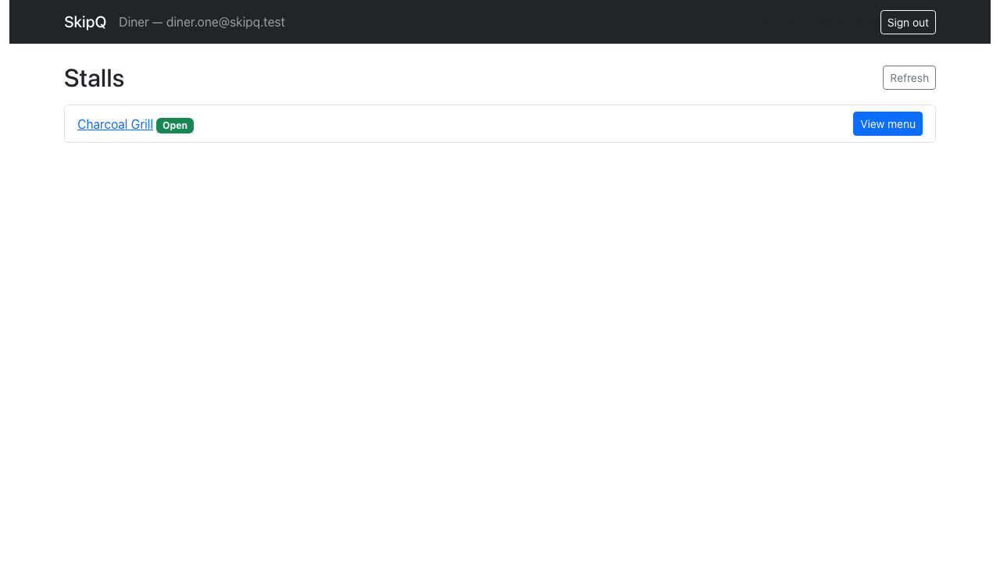 SkipQ Diner — diner.one@skipq.test Sign out
Stalls Refresh
Charcoal Grill Open View menu